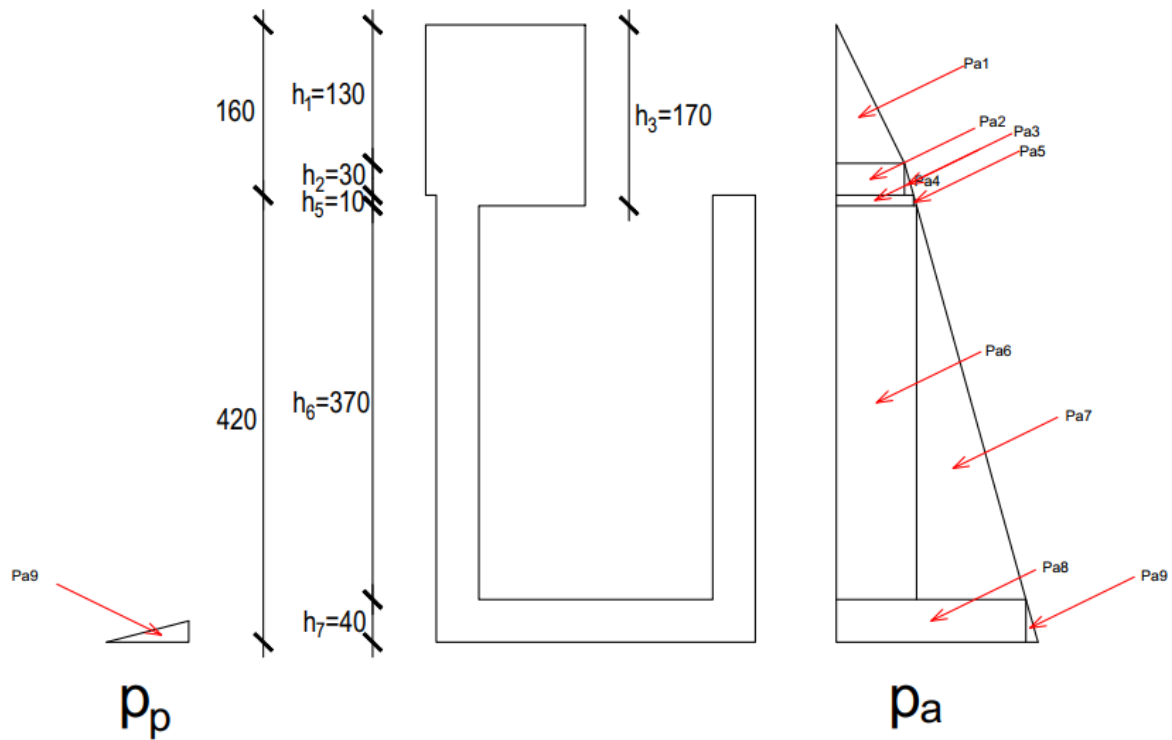 160
h₁=130
h₂=30
h₅=10
h₃=170
Pa1
Pa2
Pa3
Pa5
Pa4
420
h₆=370
Pa6
Pa7
Pa9
h₇=40
Pa8
Pa9
pₚ
pₐ